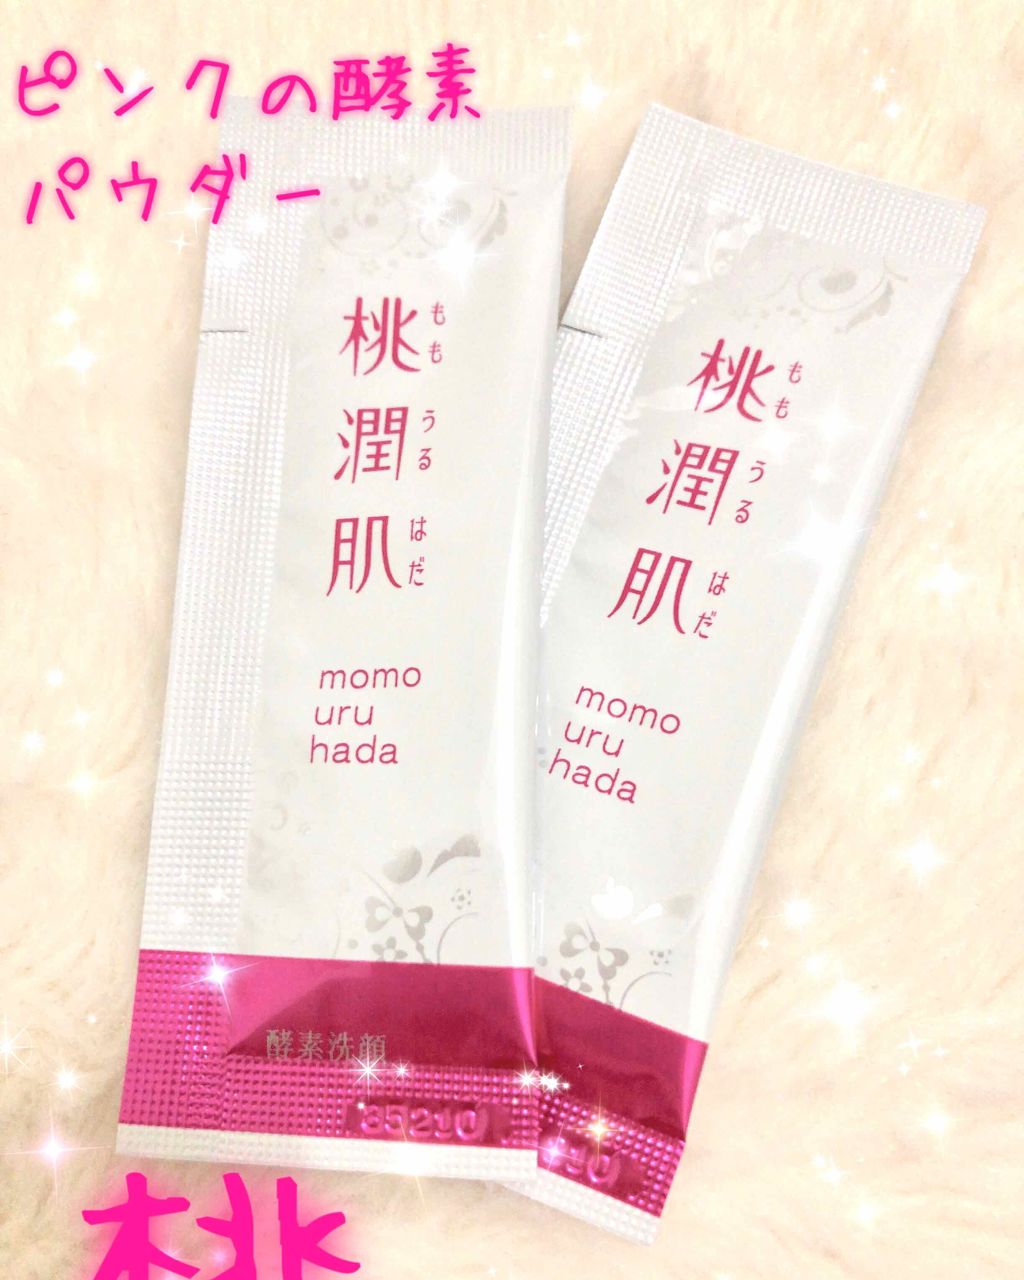 ピンクの酵素
パウダー
桃潤肌
ももうるはだ
momo
uru
hada
酵素洗顔
桃潤肌
ももうるはだ
momo
uru
hada
桃